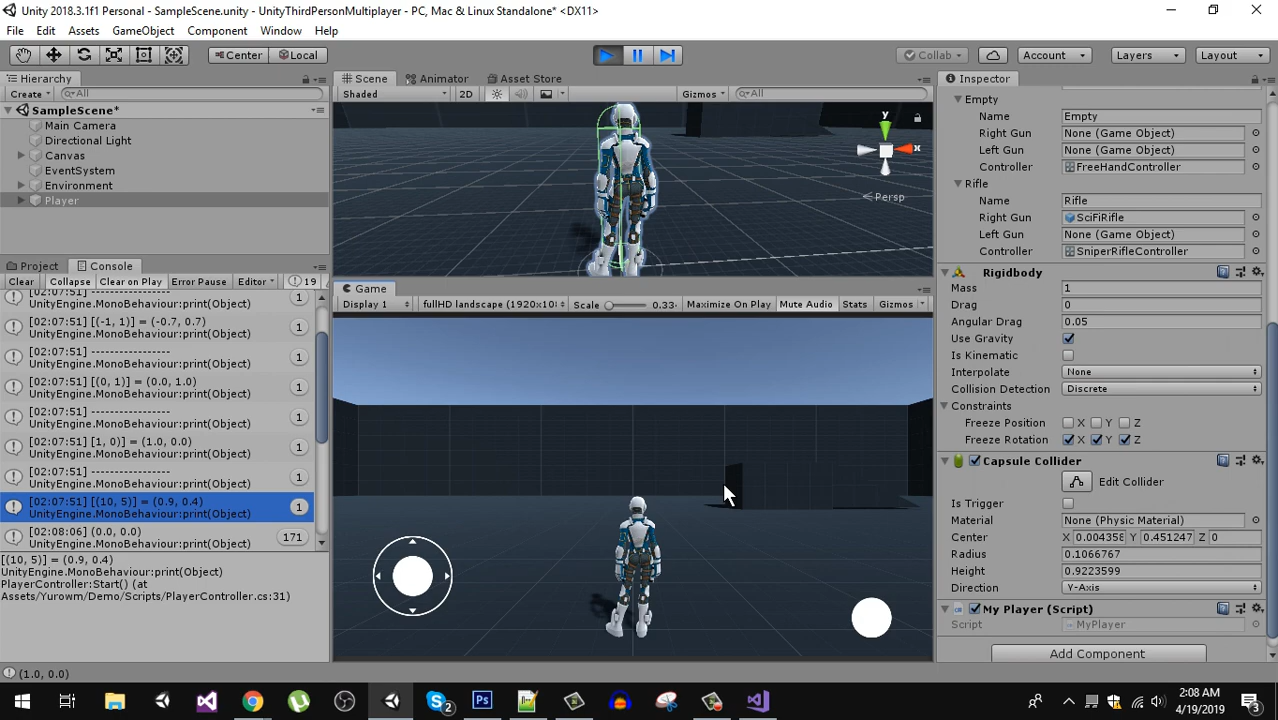 Unity 2018.3.1f1 Personal - SampleScene.unity - UnityThirdPersonMultiplayer - PC, Mac & Linux Standalone* <DX11>
File Edit Assets GameObject Component Window Help
Center Local Collab Account Layers Layout
Hierarchy
Create All
SampleScene*
Main Camera
Directional Light
Canvas
EventSystem
Environment
Player
Project Console
Clear Collapse Clear on Play Error Pause Editor 19
UnityEngine.MonoBehaviour:print(Object) 1
[02:07:51] [(-1, 1)] = (-0.7, 0.7)
UnityEngine.MonoBehaviour:print(Object) 1
[02:07:51] -----------------
UnityEngine.MonoBehaviour:print(Object) 1
[02:07:51] [(0, 1)] = (0.0, 1.0)
UnityEngine.MonoBehaviour:print(Object) 1
[02:07:51] -----------------
UnityEngine.MonoBehaviour:print(Object) 1
[02:07:51] [1, 0)] = (1.0, 0.0)
UnityEngine.MonoBehaviour:print(Object) 1
[02:07:51] -----------------
UnityEngine.MonoBehaviour:print(Object) 1
[02:07:51] [(10, 5)] = (0.9, 0.4)
UnityEngine.MonoBehaviour:print(Object) 1
[02:08:06] (0.0, 0.0)
UnityEngine.MonoBehaviour:print(Object) 171
[(10, 5)] = (0.9, 0.4)
UnityEngine.MonoBehaviour:print(Object)
PlayerController:Start() (at
Assets/Yurowm/Demo/Scripts/PlayerController.cs:31)
(1.0, 0.0)
Scene Animator Asset Store
Shaded 2D Gizmos All
y
x
Persp
Game
Display 1 fullHD landscape (1920x10 Scale 0.33 Maximize On Play Mute Audio Stats Gizmos
Inspector
Empty
Name Empty
Right Gun None (Game Object)
Left Gun None (Game Object)
Controller FreeHandController
Rifle
Name Rifle
Right Gun SciFiRifle
Left Gun None (Game Object)
Controller SniperRifleController
Rigidbody
Mass 1
Drag 0
Angular Drag 0.05
Use Gravity
Is Kinematic
Interpolate None
Collision Detection Discrete
Constraints
Freeze Position X Y Z
Freeze Rotation X Y Z
Capsule Collider
Edit Collider
Is Trigger
Material None (Physic Material)
Center X 0.004358 Y 0.451247 Z 0
Radius 0.1066767
Height 0.9223599
Direction Y-Axis
My Player (Script)
Script MyPlayer
Add Component
2
2:08 AM
4/19/2019
3